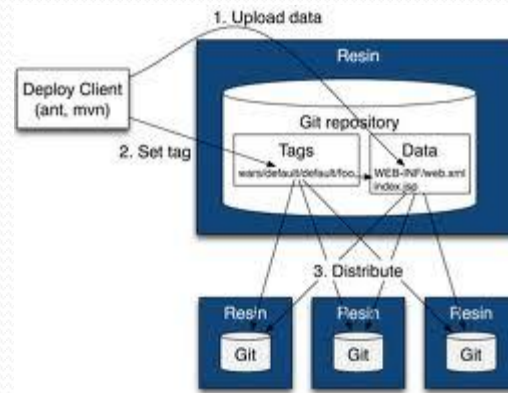 1. Upload data
Resin
Deploy Client
(ant, mvn)
Git repository
2. Set tag
Tags
wars/default/default/foo
Data
WEB-INF/web.xml
index.jsp
3. Distribute
Resin
Resin
Resin
Git
Git
Git